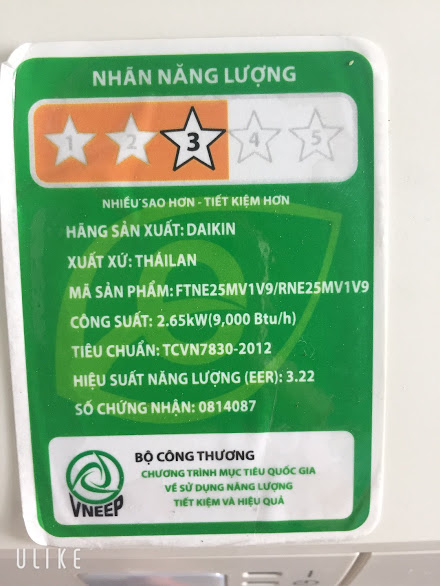 NHÃN NĂNG LƯỢNG
1 2 3 4 5
NHIỀU SAO HƠN - TIẾT KIỆM HƠN
HÃNG SẢN XUẤT: DAIKIN
XUẤT XỨ: THÁILAN
MÃ SẢN PHẨM: FTNE25MV1V9/RNE25MV1V9
CÔNG SUẤT: 2.65kW(9,000 Btu/h)
TIÊU CHUẨN: TCVN7830-2012
HIỆU SUẤT NĂNG LƯỢNG (EER): 3.22
SỐ CHỨNG NHẬN: 0814087
BỘ CÔNG THƯƠNG
CHƯƠNG TRÌNH MỤC TIÊU QUỐC GIA
VỀ SỬ DỤNG NĂNG LƯỢNG
TIẾT KIỆM VÀ HIỆU QUẢ
VNEEP
ULIKE